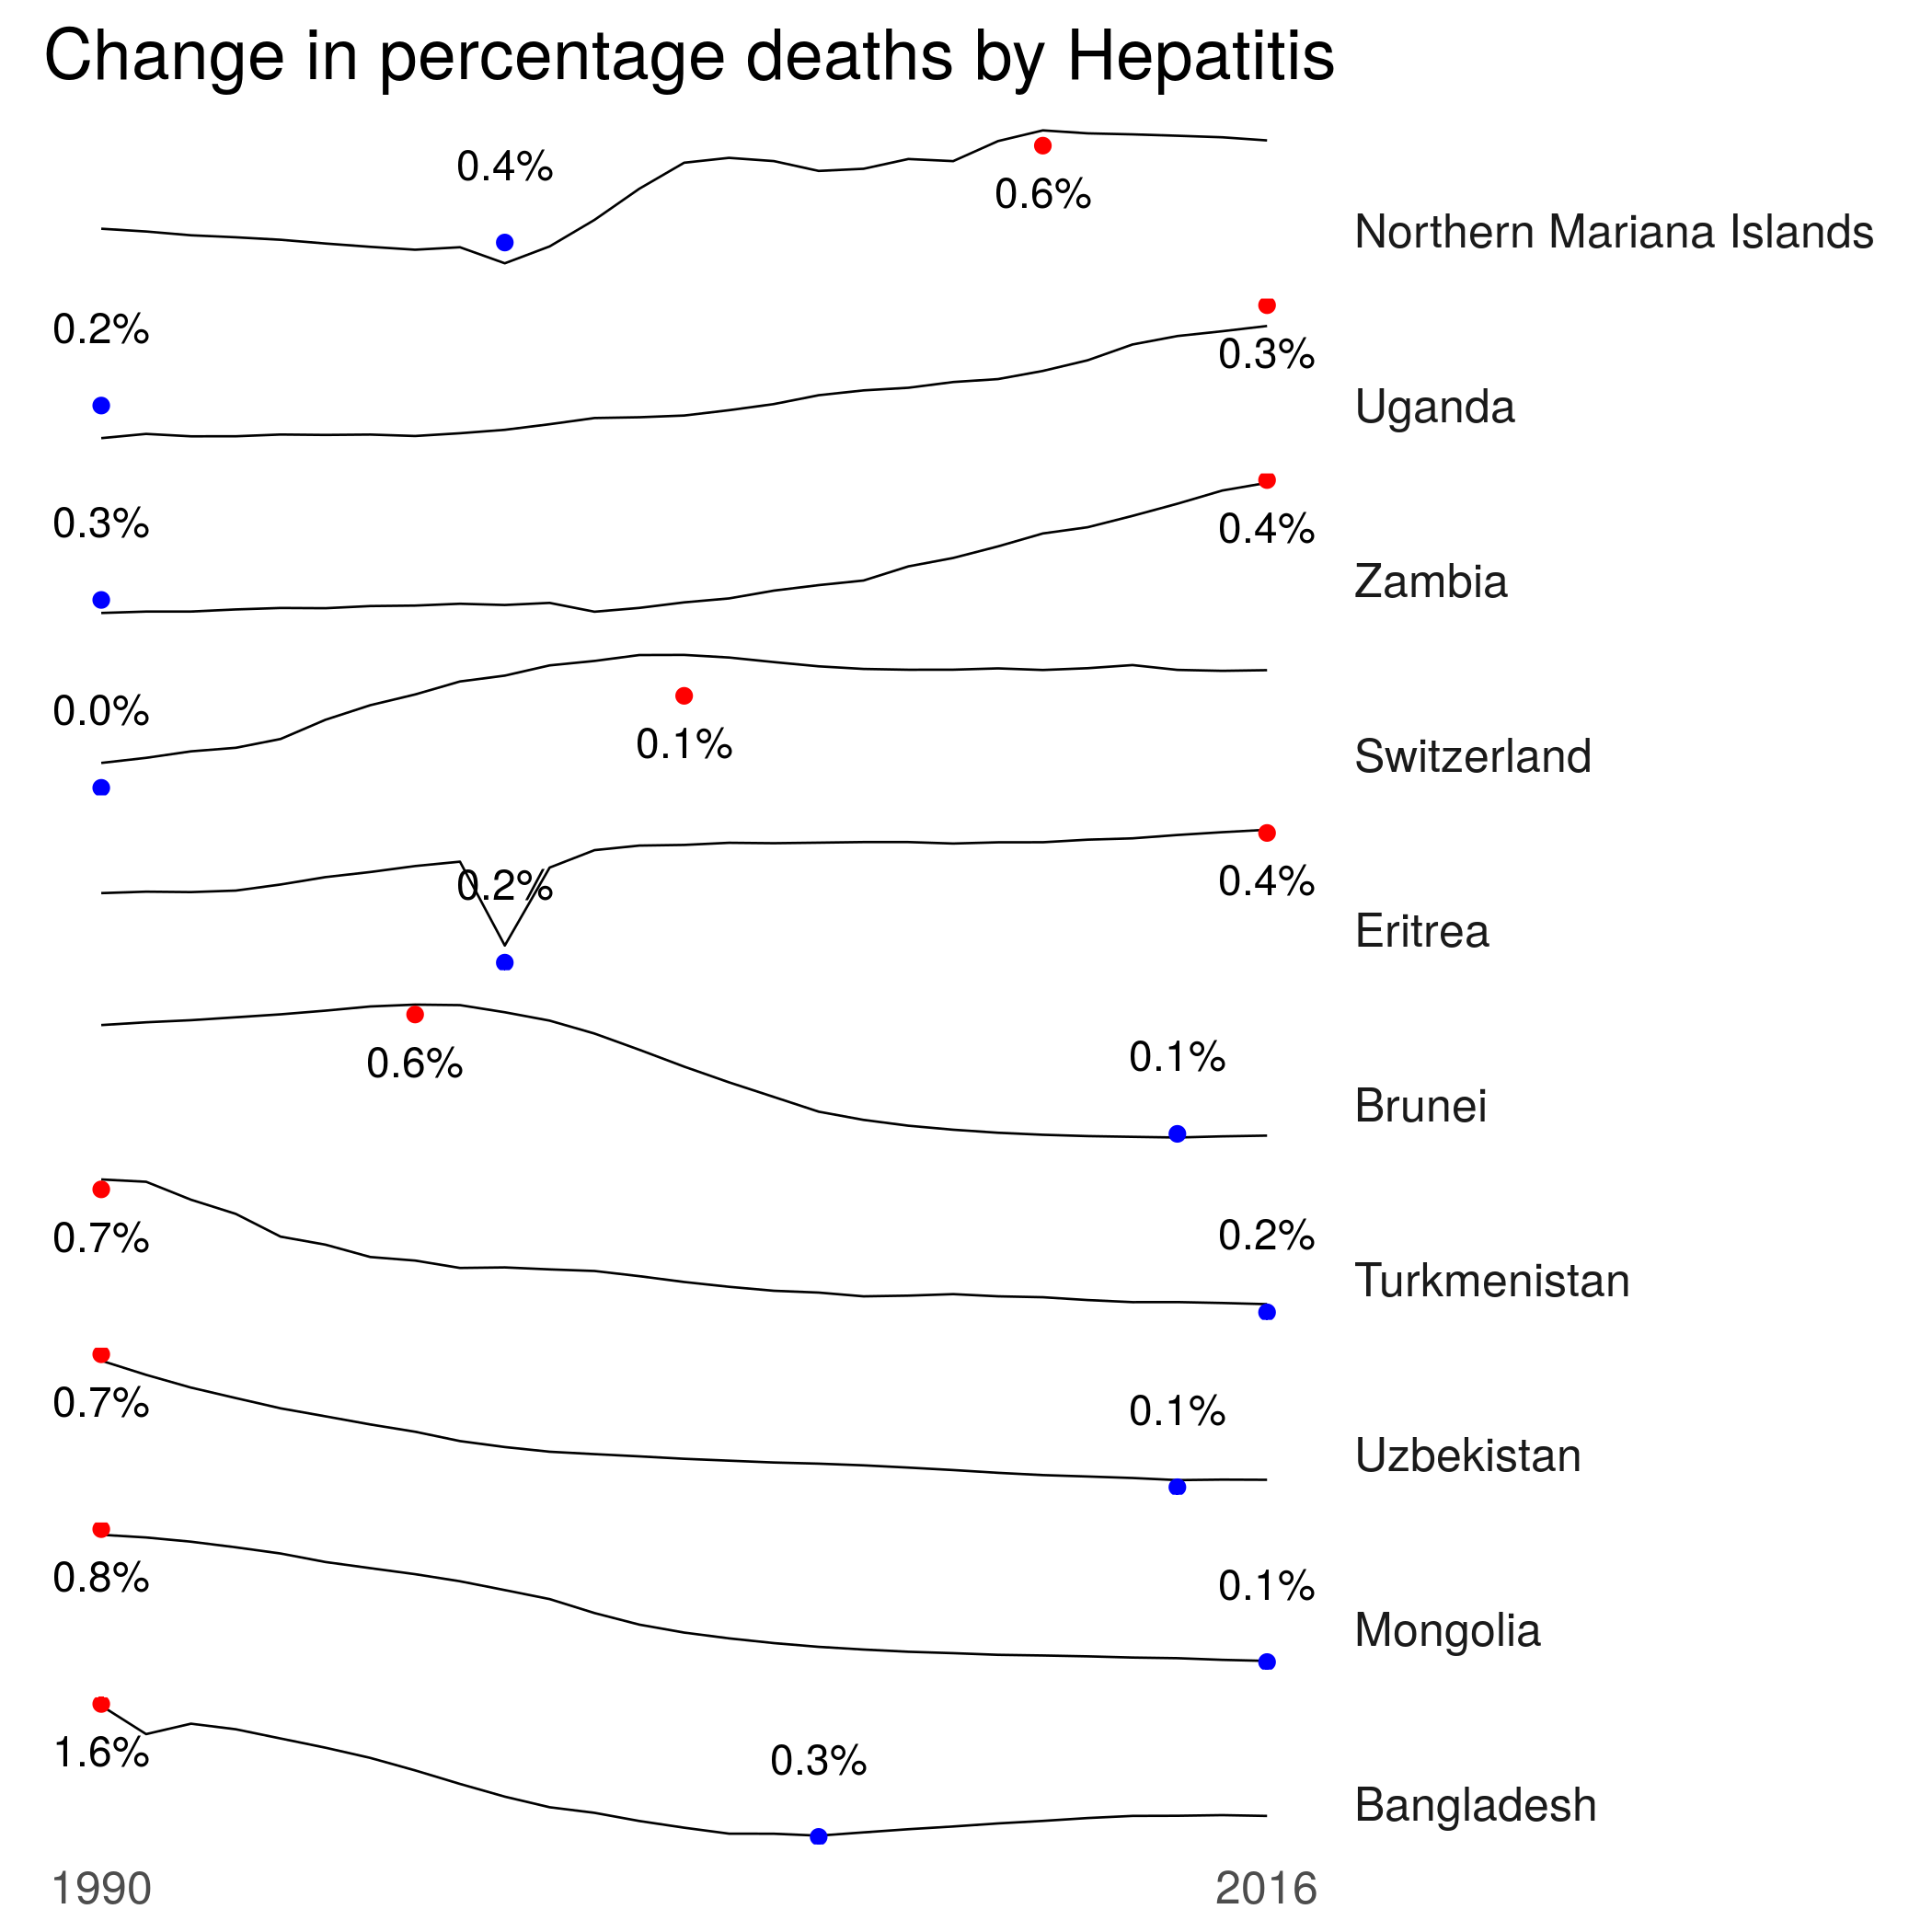 Change in percentage deaths by Hepatitis
0.4%
0.6%
Northern Mariana Islands
0.2%
0.3%
Uganda
0.3%
0.4%
Zambia
0.0%
0.1%
Switzerland
0.2%
0.4%
Eritrea
0.6%
0.1%
Brunei
0.7%
0.2%
Turkmenistan
0.7%
0.1%
Uzbekistan
0.8%
0.1%
Mongolia
1.6%
0.3%
Bangladesh
1990 2016